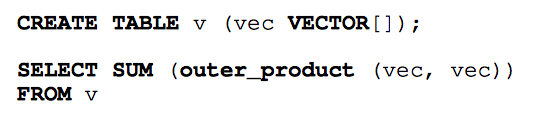 CREATE TABLE v (vec VECTOR[]);
SELECT SUM (outer_product (vec, vec))
FROM v